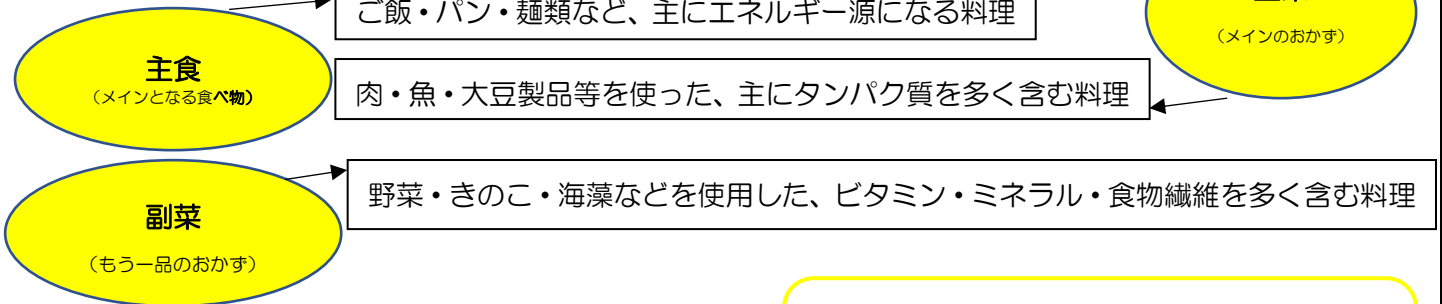 ご飯・パン・麺類など、主にエネルギー源になる料理
（メインのおかず）
主食
（メインとなる食べ物）
肉・魚・大豆製品等を使った、主にタンパク質を多く含む料理
野菜・きのこ・海藻などを使用した、ビタミン・ミネラル・食物繊維を多く含む料理
副菜
（もう一品のおかず）